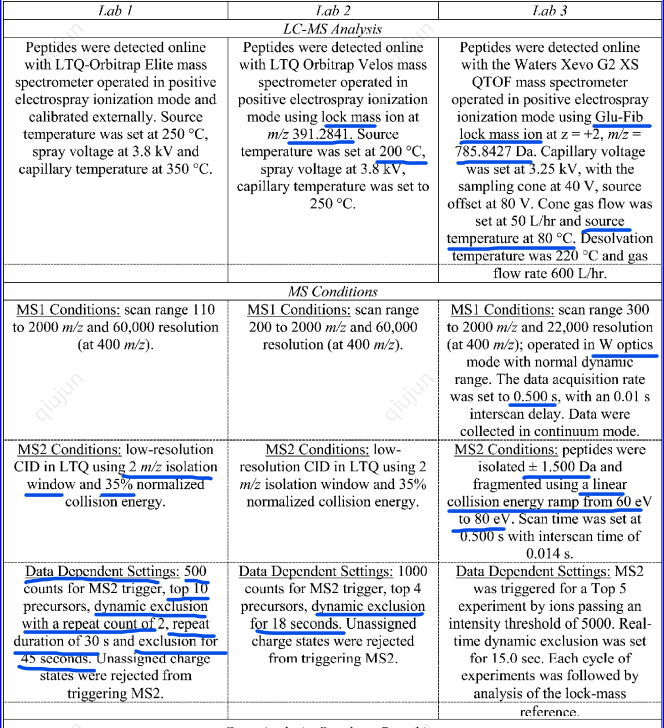 Lab 1 Lab 2 Lab 3
LC-MS Analysis
Peptides were detected online
with LTQ-Orbitrap Elite mass
spectrometer operated in positive
electrospray ionization mode and
calibrated externally. Source
temperature was set at 250 °C,
spray voltage at 3.8 kV and
capillary temperature at 350 °C.
Peptides were detected online
with LTQ Orbitrap Velos mass
spectrometer operated in
positive electrospray ionization
mode using lock mass ion at
m/z 391.2841. Source
temperature was set at 200 °C,
spray voltage at 3.8 kV,
capillary temperature was set to
250 °C.
Peptides were detected online
with the Waters Xevo G2 XS
QTOF mass spectrometer
operated in positive electrospray
ionization mode using Glu-Fib
lock mass ion at z = +2, m/z =
785.8427 Da. Capillary voltage
was set at 3.25 kV, with the
sampling cone at 40 V, source
offset at 80 V. Cone gas flow was
set at 50 L/hr and source
temperature at 80 °C. Desolvation
temperature was 220 °C and gas
flow rate 600 L/hr.
MS Conditions
MS1 Conditions: scan range 110
to 2000 m/z and 60,000 resolution
(at 400 m/z).
MS1 Conditions: scan range
200 to 2000 m/z and 60,000
resolution (at 400 m/z).
MS1 Conditions: scan range 300
to 2000 m/z and 22,000 resolution
(at 400 m/z); operated in W optics
mode with normal dynamic
range. The data acquisition rate
was set to 0.500 s, with an 0.01 s
interscan delay. Data were
collected in continuum mode.
MS2 Conditions: low-resolution
CID in LTQ using 2 m/z isolation
window and 35% normalized
collision energy.
MS2 Conditions: low-
resolution CID in LTQ using 2
m/z isolation window and 35%
normalized collision energy.
MS2 Conditions: peptides were
isolated ± 1.500 Da and
fragmented using a linear
collision energy ramp from 60 eV
to 80 eV. Scan time was set at
0.500 s with interscan time of
0.014 s.
Data Dependent Settings: 500
counts for MS2 trigger, top 10
precursors, dynamic exclusion
with a repeat count of 2, repeat
duration of 30 s and exclusion for
45 seconds. Unassigned charge
states were rejected from
triggering MS2.
Data Dependent Settings: 1000
counts for MS2 trigger, top 4
precursors, dynamic exclusion
for 18 seconds. Unassigned
charge states were rejected
from triggering MS2.
Data Dependent Settings: MS2
was triggered for a Top 5
experiment by ions passing an
intensity threshold of 5000. Real-
time dynamic exclusion was set
for 15.0 sec. Each cycle of
experiments was followed by
analysis of the lock-mass
reference.
qiujun
qiujun
qiujun
qiujun